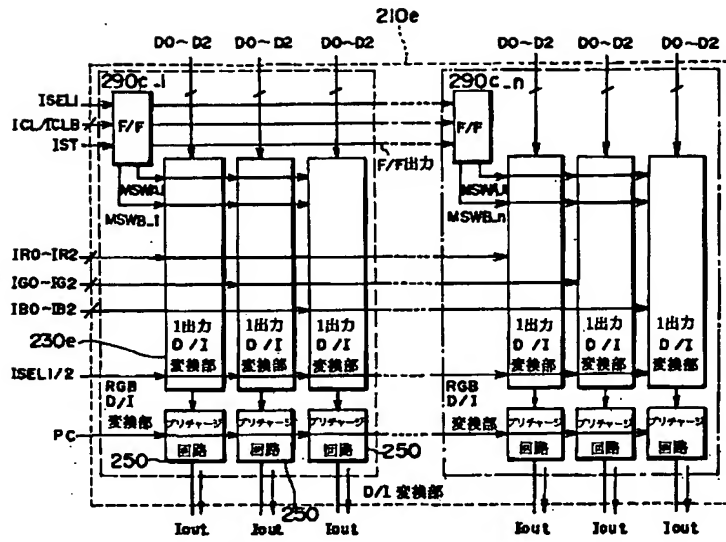 210e
D0~D2 D0~D2 D0~D2 D0~D2 D0~D2 D0~D2
290c_1 290c_n
ISEL1
ICL/ICLB
IST
F/F F/F
F/F出力
MSWA_1
MSWB_1
MSWA_n
MSWB_n
IR0~IR2
IG0~IG2
IB0~IB2
230e
ISEL1/2
1出力
D/I
変換部
1出力
D/I
変換部
1出力
D/I
変換部
1出力
D/I
変換部
1出力
D/I
変換部
1出力
D/I
変換部
RGB
D/I
変換部
RGB
D/I
変換部
PC
プリチャージ
回路
プリチャージ
回路
プリチャージ
回路
プリチャージ
回路
プリチャージ
回路
プリチャージ
回路
250 250 250
D/I 変換部
Iout Iout Iout Iout Iout Iout